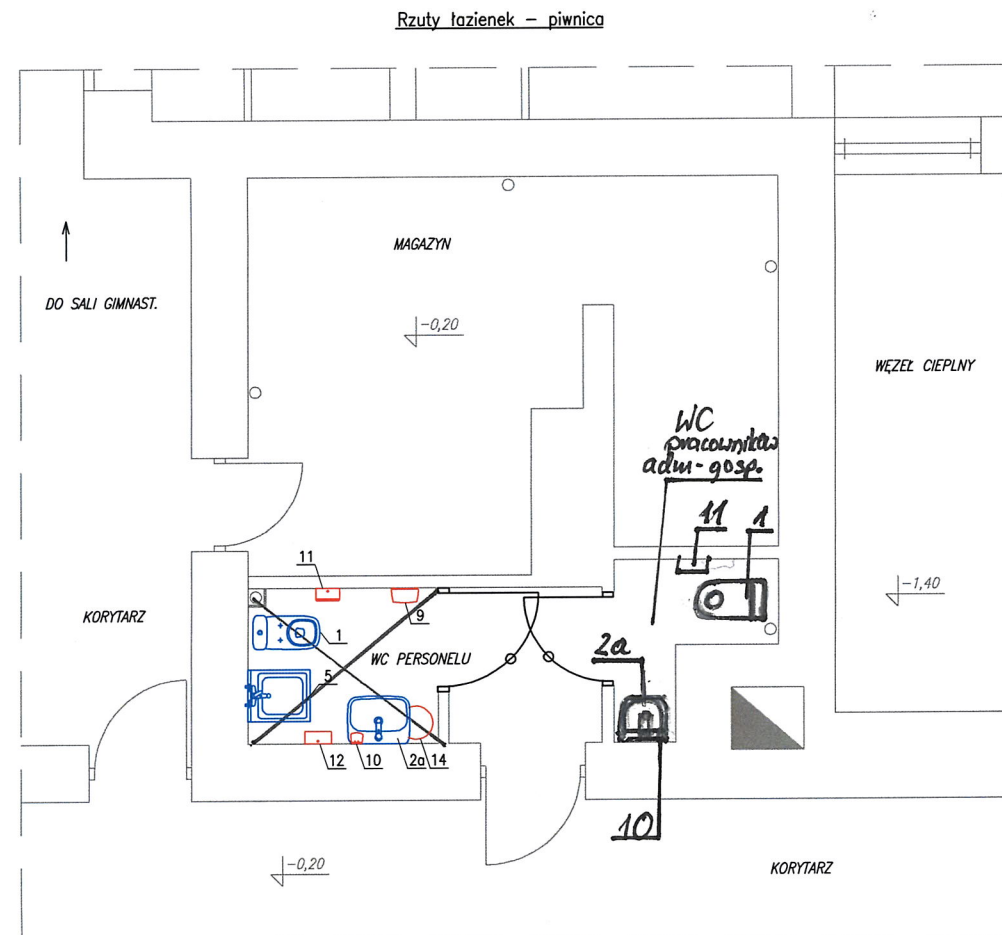 Rzuty łazienek – piwnica
MAGAZYN
DO SALI GIMNAST.
-0,20
WĘZEŁ CIEPLNY
WC
pracowników
adm-gosp.
11
1
11
-1,40
KORYTARZ
9
1
WC PERSONELU
2a
5
12
10
2a
14
10
-0,20
KORYTARZ